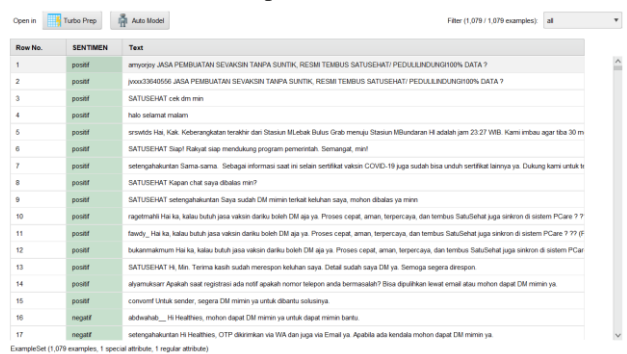 Open in Turbo Prep Auto Model Filter (1,079 / 1,079 examples): all
Row No. SENTIMEN Text
1 positif amyorjoy JASA PEMBUATAN SEVAKSIN TANPA SUNTIK, RESMI TEMBUS SATUSEHAT/ PEDULILINDUNGI100% DATA ?
2 positif jvxxx33640556 JASA PEMBUATAN SEVAKSIN TANPA SUNTIK, RESMI TEMBUS SATUSEHAT/ PEDULILINDUNGI100% DATA ?
3 positif SATUSEHAT cek dm min
4 positif halo selamat malam
5 positif srswtds Hai, Kak. Keberangkatan terakhir dari Stasiun MLebak Bulus Grab menuju Stasiun MBundaran HI adalah jam 23:27 WIB. Kami imbau agar tiba 30 m
6 positif SATUSEHAT Siap! Rakyat siap mendukung program pemerintah. Semangat, min!
7 positif setengahakuntan Sama-sama. Sebagai informasi saat ini selain sertifikat vaksin COVID-19 juga sudah bisa unduh sertifikat lainnya ya. Dukung kami untuk t
8 positif SATUSEHAT Kapan chat saya dibalas min?
9 positif SATUSEHAT setengahakuntan Saya sudah DM mimin terkait keluhan saya, mohon dibalas ya minn
10 positif ragetmahli Hai ka, kalau butuh jasa vaksin dariku boleh DM aja ya. Proses cepat, aman, terpercaya, dan tembus SatuSehat juga sinkron di sistem PCare ? ?
11 positif fawdy_ Hai ka, kalau butuh jasa vaksin dariku boleh DM aja ya. Proses cepat, aman, terpercaya, dan tembus SatuSehat juga sinkron di sistem PCare ? ?? (F
12 positif bukanmakmum Hai ka, kalau butuh jasa vaksin dariku boleh DM aja ya. Proses cepat, aman, terpercaya, dan tembus SatuSehat juga sinkron di sistem PCar
13 positif SATUSEHAT Hi, Min. Terima kasih sudah merespon keluhan saya. Detail sudah saya DM ya. Semoga segera direspon.
14 positif alyamuksarr Apakah saat registrasi ada notif apakah nomor telepon anda bermasalah? Bisa dipulihkan lewat email atau mohon dapat DM mimin ya.
15 positif convomf Untuk sender, segera DM mimin ya untuk dibantu solusinya.
16 negatif abdwahab__ Hi Healthies, mohon dapat DM mimin ya untuk dapat mimin bantu.
17 negatif setengahakuntan Hi Healthies, OTP dikirimkan via WA dan juga via Email ya. Apabila ada kendala mohon dapat DM mimin ya.
ExampleSet (1,079 examples, 1 special attribute, 1 regular attribute)